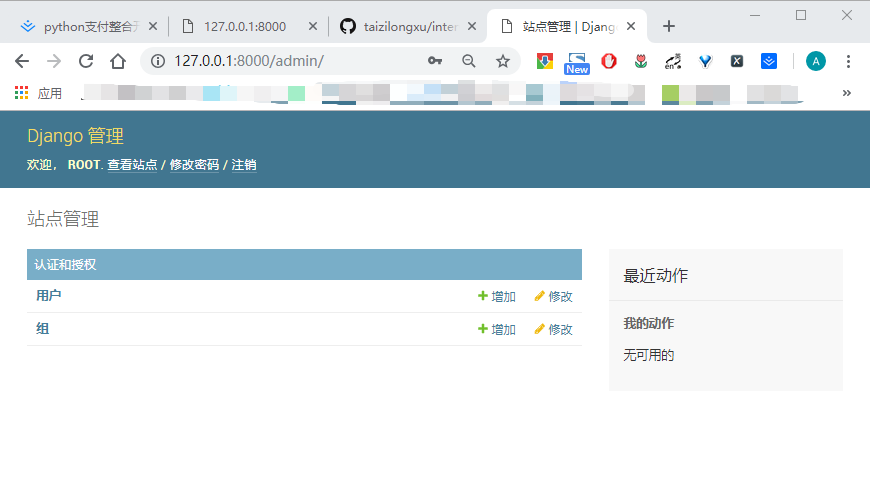 python支付整合开
127.0.0.1:8000
taizilongxu/inter
站点管理 | Djang
127.0.0.1:8000/admin/
New
en
英
A
应用
Django 管理
欢迎， ROOT. 查看站点 / 修改密码 / 注销
站点管理
认证和授权
用户 增加 修改
组 增加 修改
最近动作
我的动作
无可用的